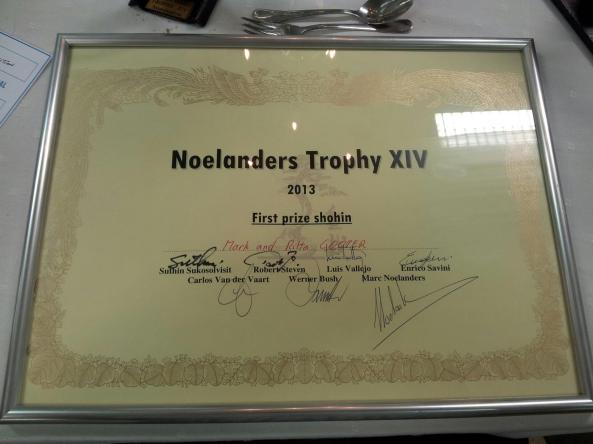 Noelanders Trophy XIV
2013
First prize shohin
Mark and Ritta COOPER
Suthin Sukosolvisit Robert Steven Luis Vallejo Enrico Savini
Carlos Van der Vaart Werner Bush Marc Noelanders